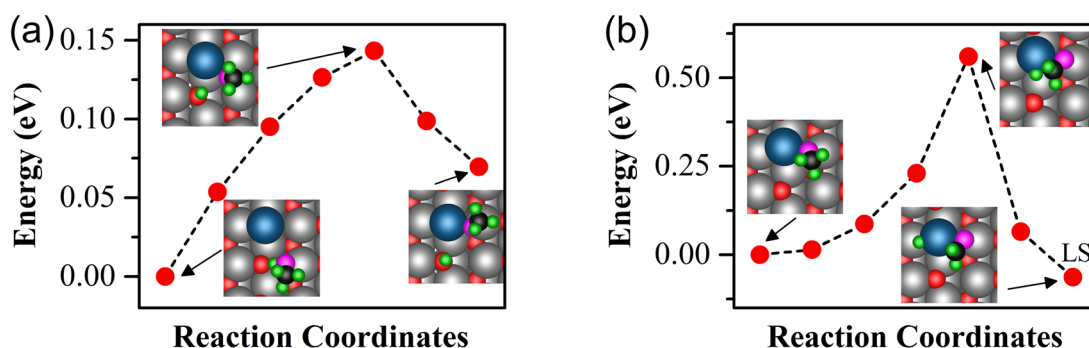 (a)
0.15
0.10
0.05
0.00
Energy (eV)
Reaction Coordinates
(b)
0.50
0.25
0.00
Energy (eV)
LS
Reaction Coordinates